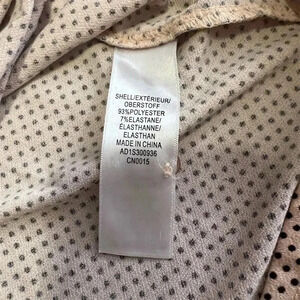 SHELL/EXTÉRIEUR/
OBERSTOFF
93%POLYESTER
7%ELASTANE/
ÉLASTHANNE/
ELASTHAN
MADE IN CHINA
AD1S300936
CN0015